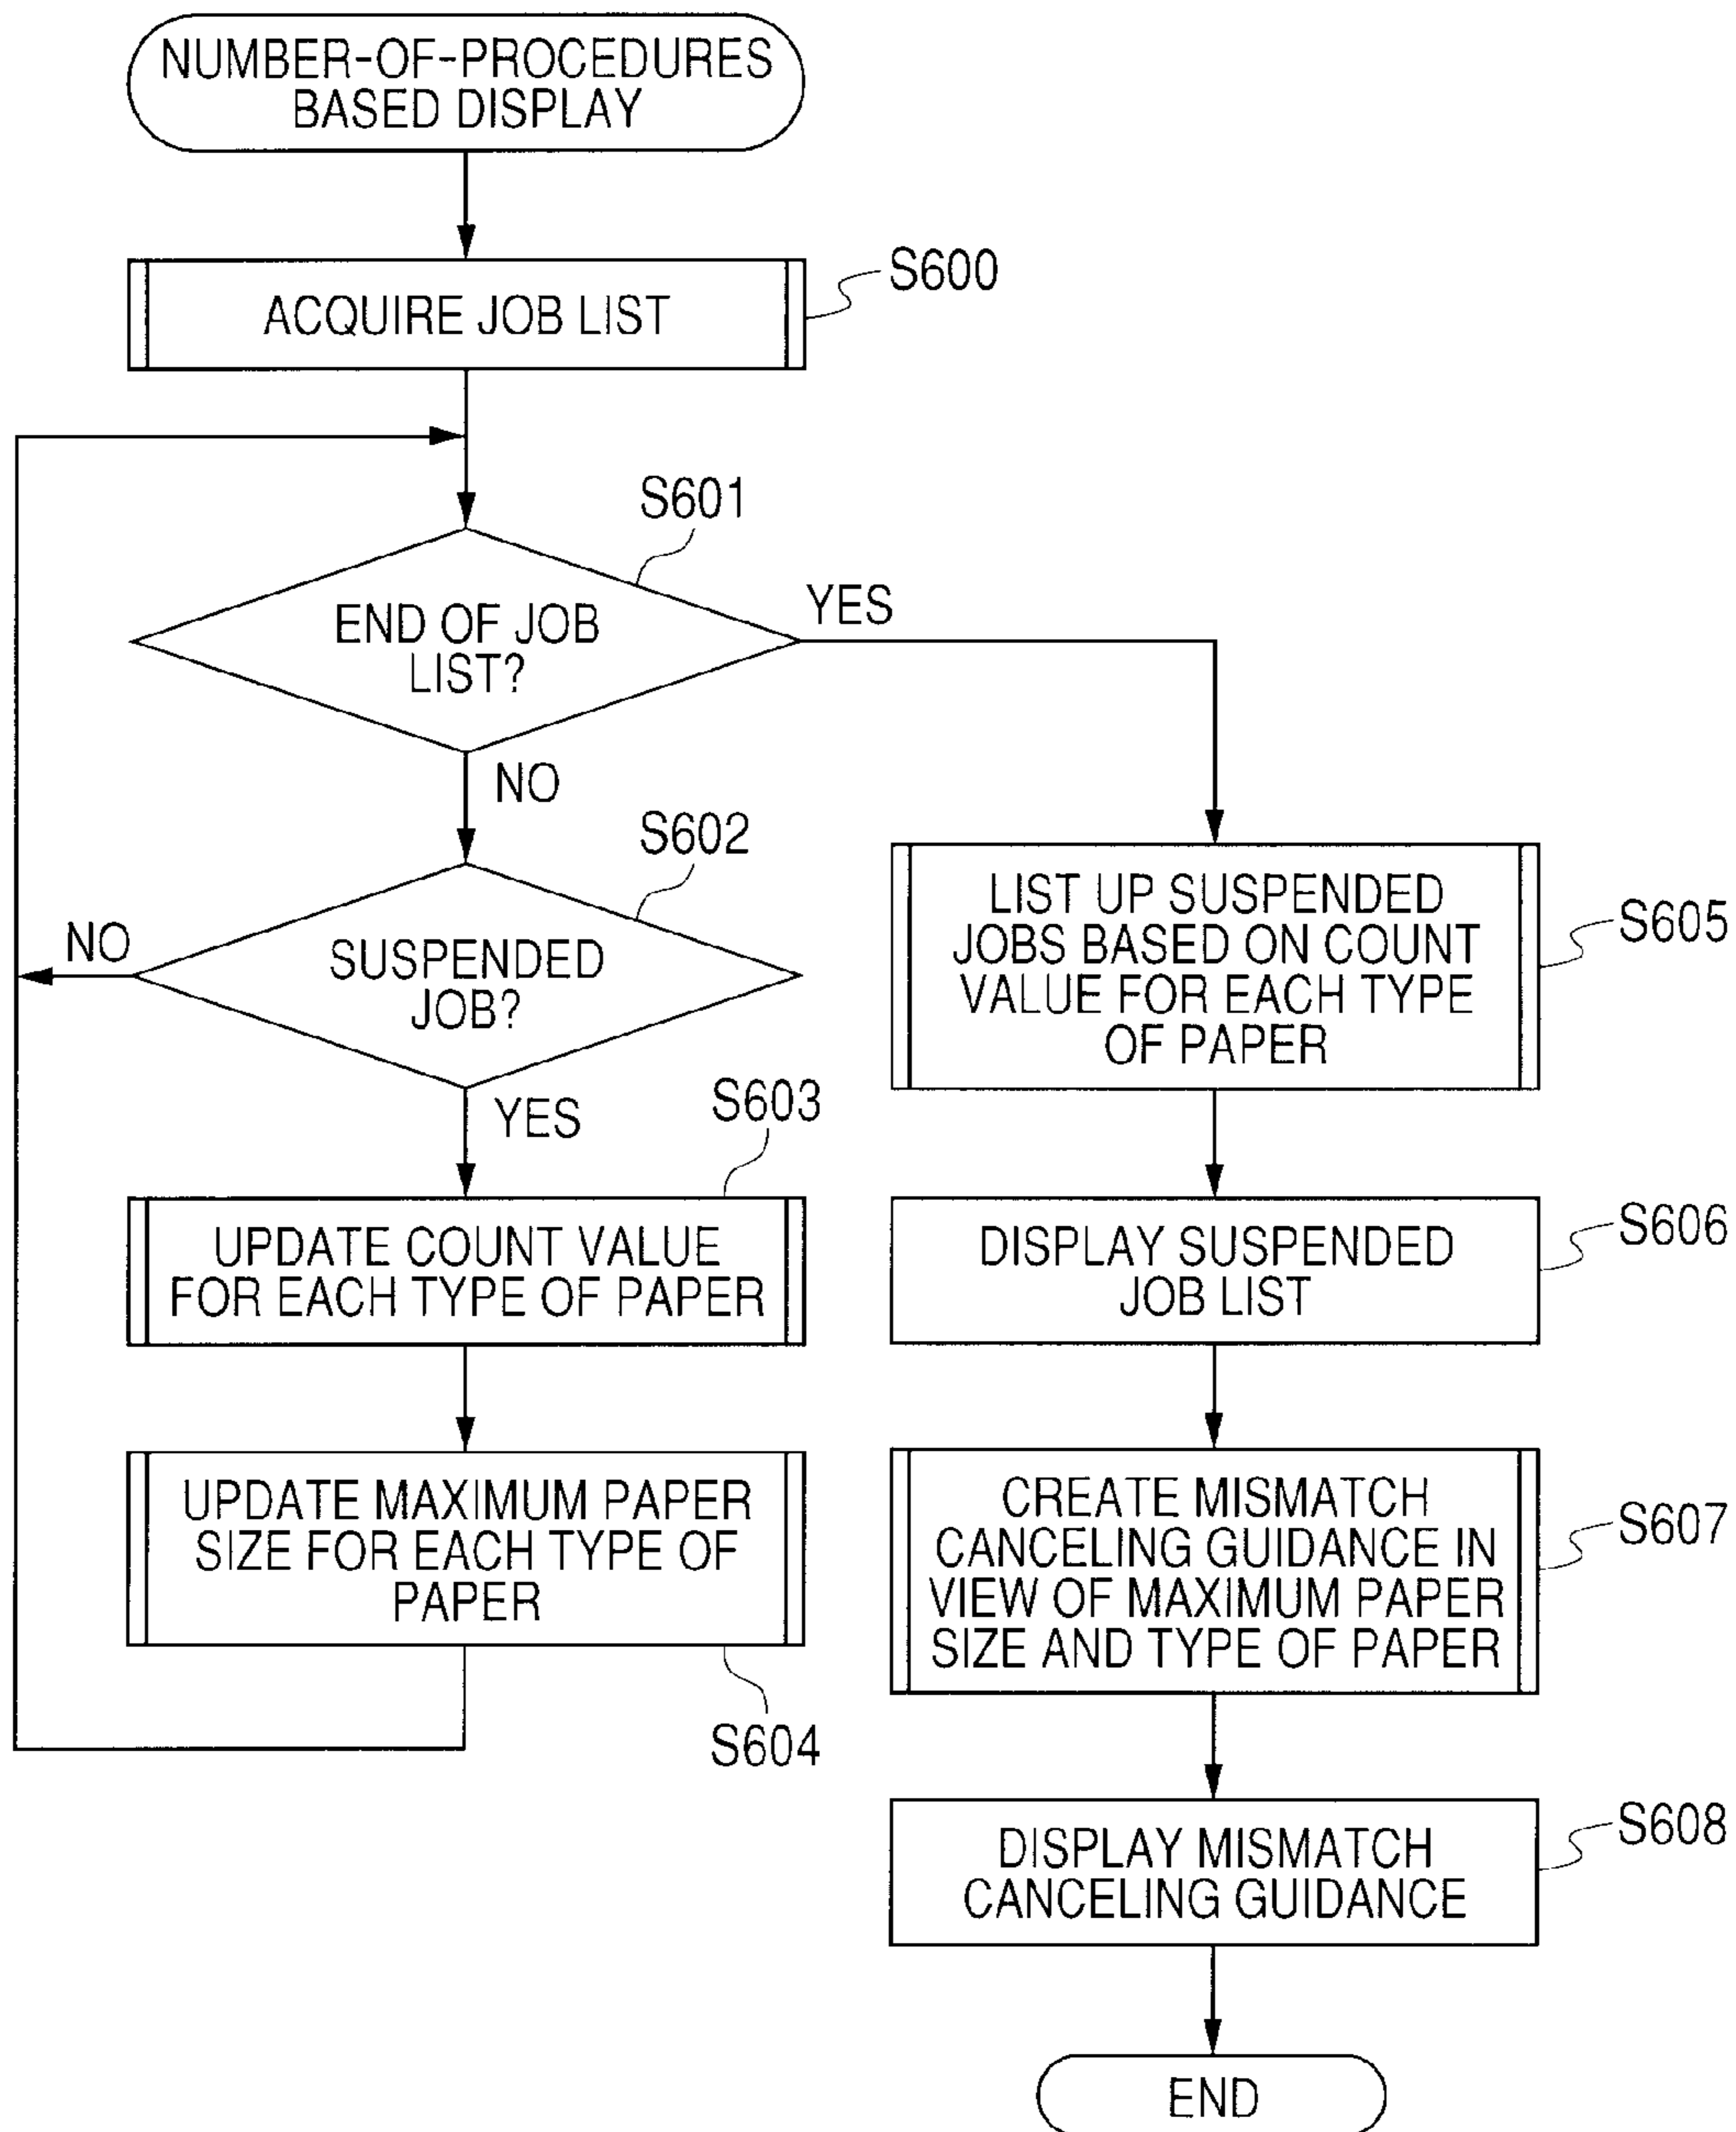 NUMBER-OF-PROCEDURES
BASED DISPLAY
ACQUIRE JOB LIST
S600
S601
END OF JOB
LIST?
YES
NO
S602
SUSPENDED
JOB?
NO
YES
S603
UPDATE COUNT VALUE
FOR EACH TYPE OF PAPER
UPDATE MAXIMUM PAPER
SIZE FOR EACH TYPE OF
PAPER
S604
LIST UP SUSPENDED
JOBS BASED ON COUNT
VALUE FOR EACH TYPE
OF PAPER
S605
DISPLAY SUSPENDED
JOB LIST
S606
CREATE MISMATCH
CANCELING GUIDANCE IN
VIEW OF MAXIMUM PAPER
SIZE AND TYPE OF PAPER
S607
DISPLAY MISMATCH
CANCELING GUIDANCE
S608
END